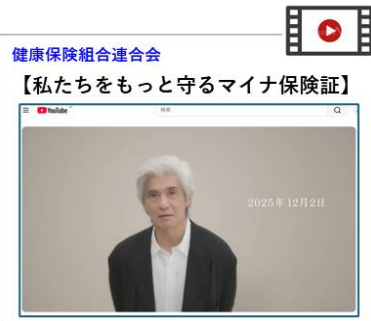 健康保険組合連合会
【私たちをもっと守るマイナ保険証】
YouTube
検索
2025年12月2日